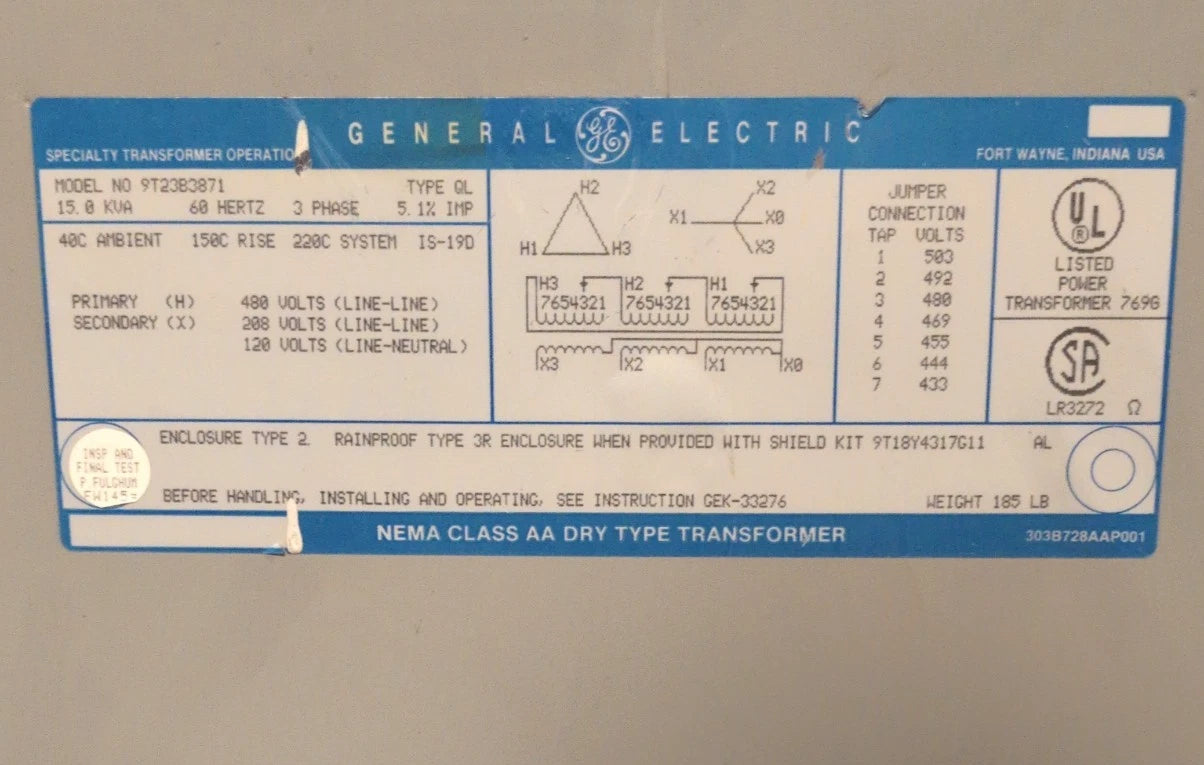 GENERAL GE ELECTRIC
SPECIALTY TRANSFORMER
FORT WAYNE, INDIANA USA
MODEL NO 9T23B3871 TYPE QL
15.0 KVA 60 HERTZ 3 PHASE 5.1% IMP
40C AMBIENT 150C RISE 220C SYSTEM IS-19D
PRIMARY (H) 480 VOLTS (LINE-LINE)
SECONDARY (X) 208 VOLTS (LINE-LINE)
120 VOLTS (LINE-NEUTRAL)
H2
H1 H3
X2
X1 X0
X3
H3 H2 H1
7654321 7654321 7654321
X3 X2 X1 X0
JUMPER
CONNECTION
TAP VOLTS
1 503
2 492
3 480
4 469
5 455
6 444
7 433
UL
®
LISTED
POWER
TRANSFORMER 769G
SA
LR3272 Ω
ENCLOSURE TYPE 2 RAINPROOF TYPE 3R ENCLOSURE WHEN PROVIDED WITH SHIELD KIT 9T18Y4317G11 AL
INSP AND
FINAL TEST
P FULGHUM
BEFORE HANDLING, INSTALLING AND OPERATING, SEE INSTRUCTION GEK-33276 WEIGHT 185 LB
NEMA CLASS AA DRY TYPE TRANSFORMER
303B728AAP001